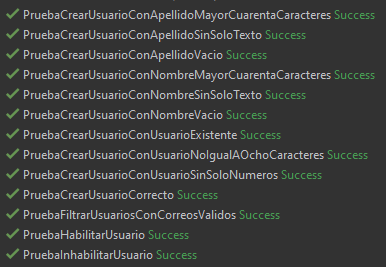 PruebaCrearUsuarioConApellidoMayorCuarentaCaracteres Success
PruebaCrearUsuarioConApellidoSinSoloTexto Success
PruebaCrearUsuarioConApellidoVacio Success
PruebaCrearUsuarioConNombreMayorCuarentaCaracteres Success
PruebaCrearUsuarioConNombreSinSoloTexto Success
PruebaCrearUsuarioConNombreVacio Success
PruebaCrearUsuarioConUsuarioExistente Success
PruebaCrearUsuarioConUsuarioNoIgualAOchoCaracteres Success
PruebaCrearUsuarioConUsuarioSinSoloNumeros Success
PruebaCrearUsuarioCorrecto Success
PruebaFiltrarUsuariosConCorreosValidos Success
PruebaHabilitarUsuario Success
PruebaInhabilitarUsuario Success